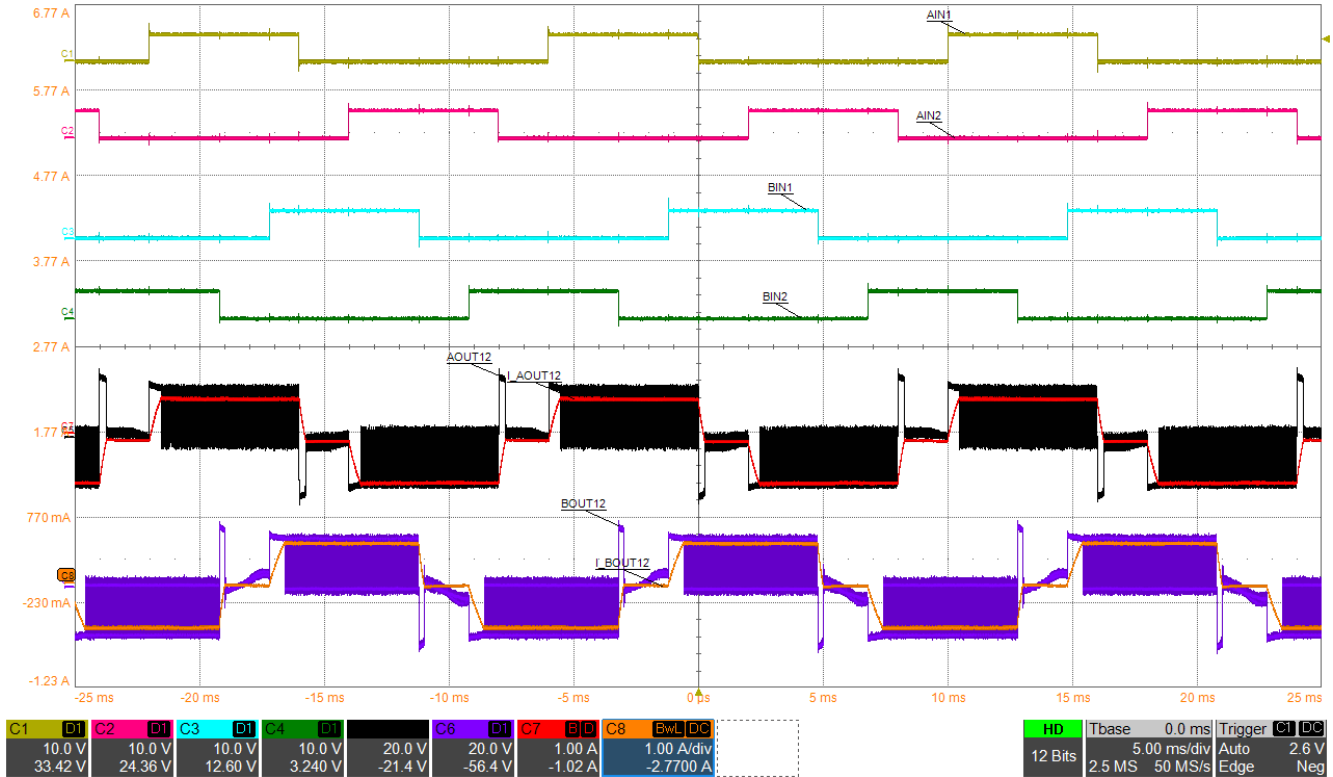 6.77 A
AIN1
C1
5.77 A
AIN2
C2
4.77 A
BIN1
C3
3.77 A
BIN2
C4
2.77 A
AOUT12
I_AOUT12
1.77 A
770 mA
BOUT12
I_BOUT12
C8
-230 mA
-1.23 A
-25 ms -20 ms -15 ms -10 ms -5 ms 0 µs 5 ms 10 ms 15 ms 20 ms 25 ms
C1 D1 C2 D1 C3 D1 C4 D1 C6 D1 C7 B D C8 BwL DC HD Tbase 0.0 ms Trigger C1 DC
10.0 V 10.0 V 10.0 V 10.0 V 20.0 V 20.0 V 1.00 A 1.00 A/div 12 Bits 5.00 ms/div Auto 2.6 V
33.42 V 24.36 V 12.60 V 3.240 V -21.4 V -56.4 V -1.02 A -2.7700 A 2.5 MS 50 MS/s Edge Neg